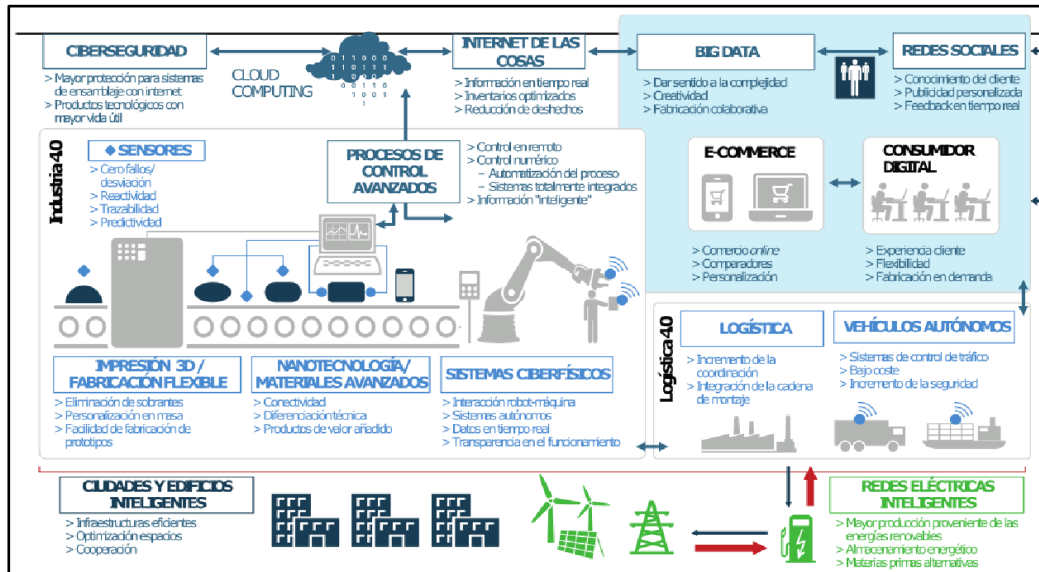 CIBERSEGURIDAD
> Mayor protección para sistemas
de ensamblaje con internet
> Productos tecnológicos con
mayor vida útil
CLOUD
COMPUTING
INTERNET DE LAS
COSAS
> Información en tiempo real
> Inventarios optimizados
> Reducción de deshechos
BIG DATA
> Dar sentido a la complejidad
> Creatividad
> Fabricación colaborativa
REDES SOCIALES
> Conocimiento del cliente
> Publicidad personalizada
> Feedback en tiempo real
Industria 4.0
SENSORES
> Cero fallos/
desviación
> Reactividad
> Trazabilidad
> Predictividad
PROCESOS DE
CONTROL
AVANZADOS
> Control en remoto
> Control numérico
– Automatización del proceso
– Sistemas totalmente integrados
> Información "inteligente"
E-COMMERCE
> Comercio online
> Comparadores
> Personalización
CONSUMIDOR
DIGITAL
> Experiencia cliente
> Flexibilidad
> Fabricación en demanda
IMPRESIÓN 3D /
FABRICACIÓN FLEXIBLE
> Eliminación de sobrantes
> Personalización en masa
> Facilidad de fabricación de
prototipos
NANOTECNOLOGÍA/
MATERIALES AVANZADOS
> Conectividad
> Diferenciación técnica
> Productos de valor añadido
SISTEMAS CIBERFÍSICOS
> Interacción robot-máquina
> Sistemas autónomos
> Datos en tiempo real
> Transparencia en el funcionamiento
Logística 4.0
LOGÍSTICA
> Incremento de la
coordinación
> Integración de la cadena
de montaje
VEHÍCULOS AUTÓNOMOS
> Sistemas de control de tráfico
> Bajo coste
> Incremento de la seguridad
CIUDADES Y EDIFICIOS
INTELIGENTES
> Infraestructuras eficientes
> Optimización espacios
> Cooperación
REDES ELÉCTRICAS
INTELIGENTES
> Mayor producción proveniente de las
energías renovables
> Almacenamiento energético
> Materias primas alternativas